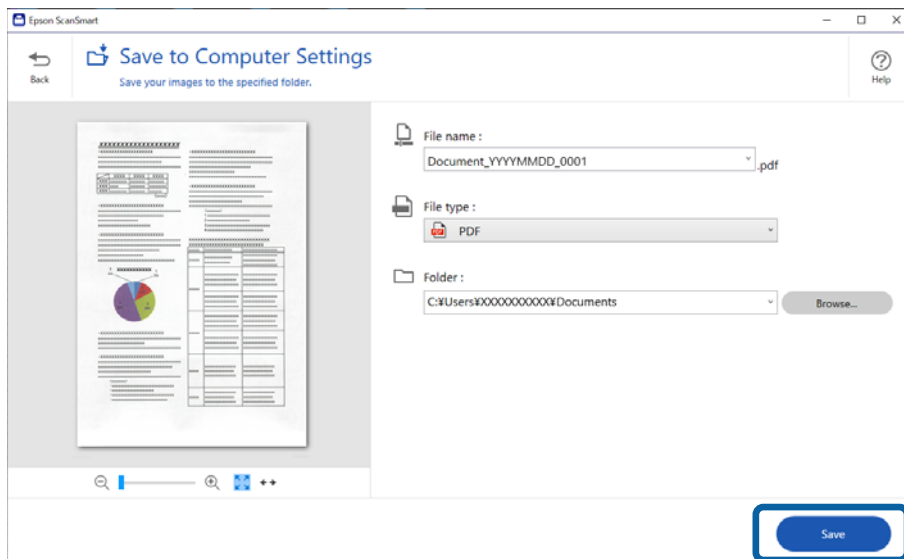 Epson ScanSmart
Back
Save to Computer Settings
Save your images to the specified folder.
Help
File name :
Document_YYYYMMDD_0001
.pdf
File type :
PDF
Folder :
C:¥Users¥XXXXXXXXXX¥Documents
Browse...
Save